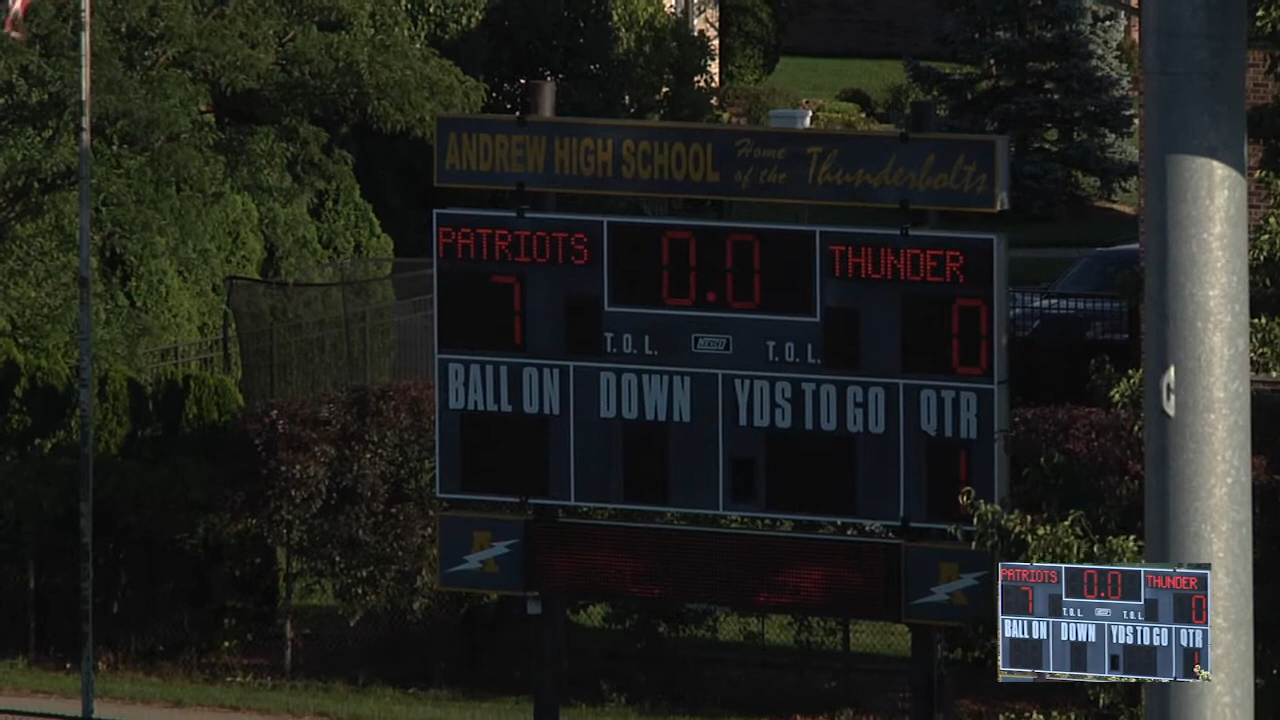 ANDREW HIGH SCHOOL Home of the Thunderbolts
PATRIOTS 0.0 THUNDER
7 0
T.O.L. T.O.L.
BALL ON DOWN YDS TO GO QTR
1
A A
C
PATRIOTS 0.0 THUNDER
7 0
T.O.L. T.O.L.
BALL ON DOWN YDS TO GO QTR
1